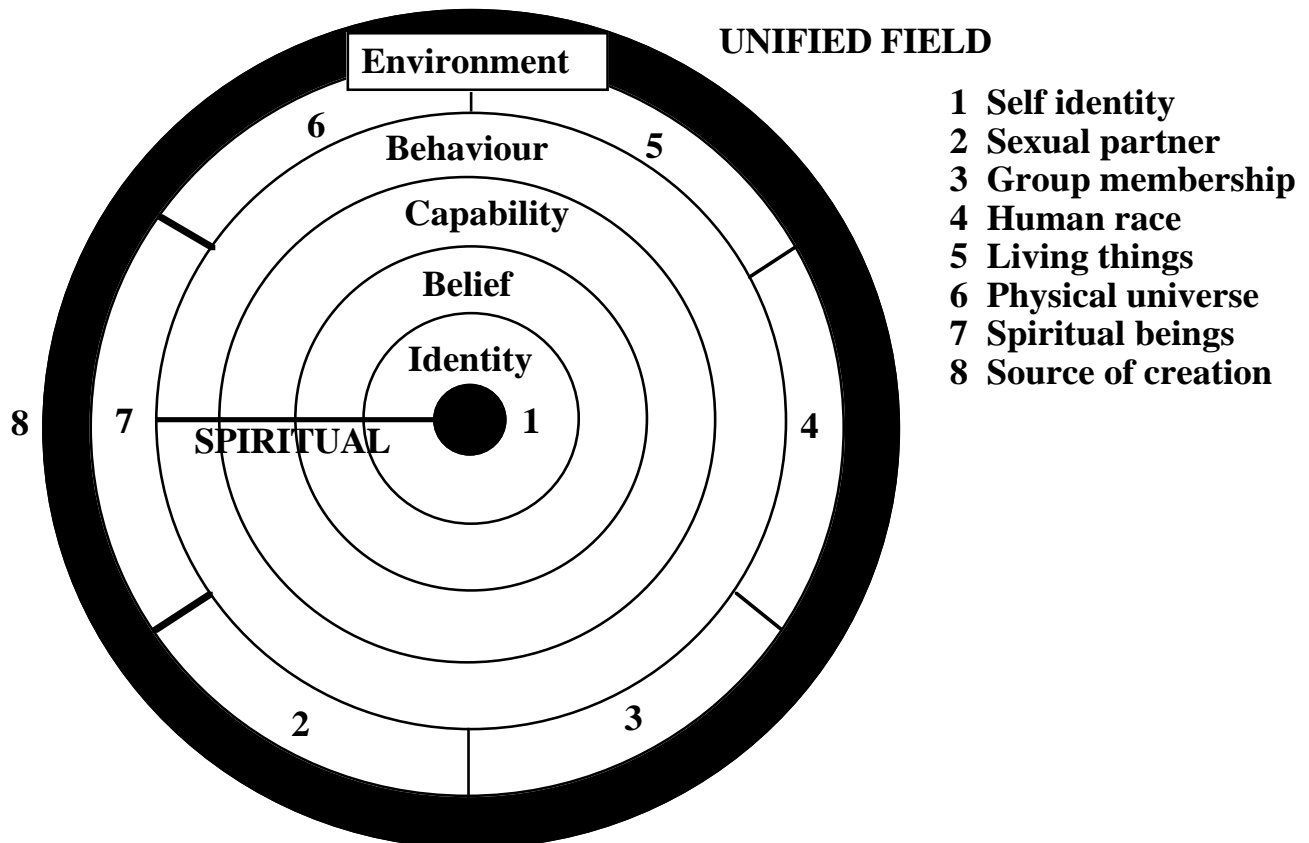 UNIFIED FIELD
Environment
6
5
Behaviour
Capability
Belief
Identity
8
7
1
4
SPIRITUAL
2
3
1 Self identity
2 Sexual partner
3 Group membership
4 Human race
5 Living things
6 Physical universe
7 Spiritual beings
8 Source of creation